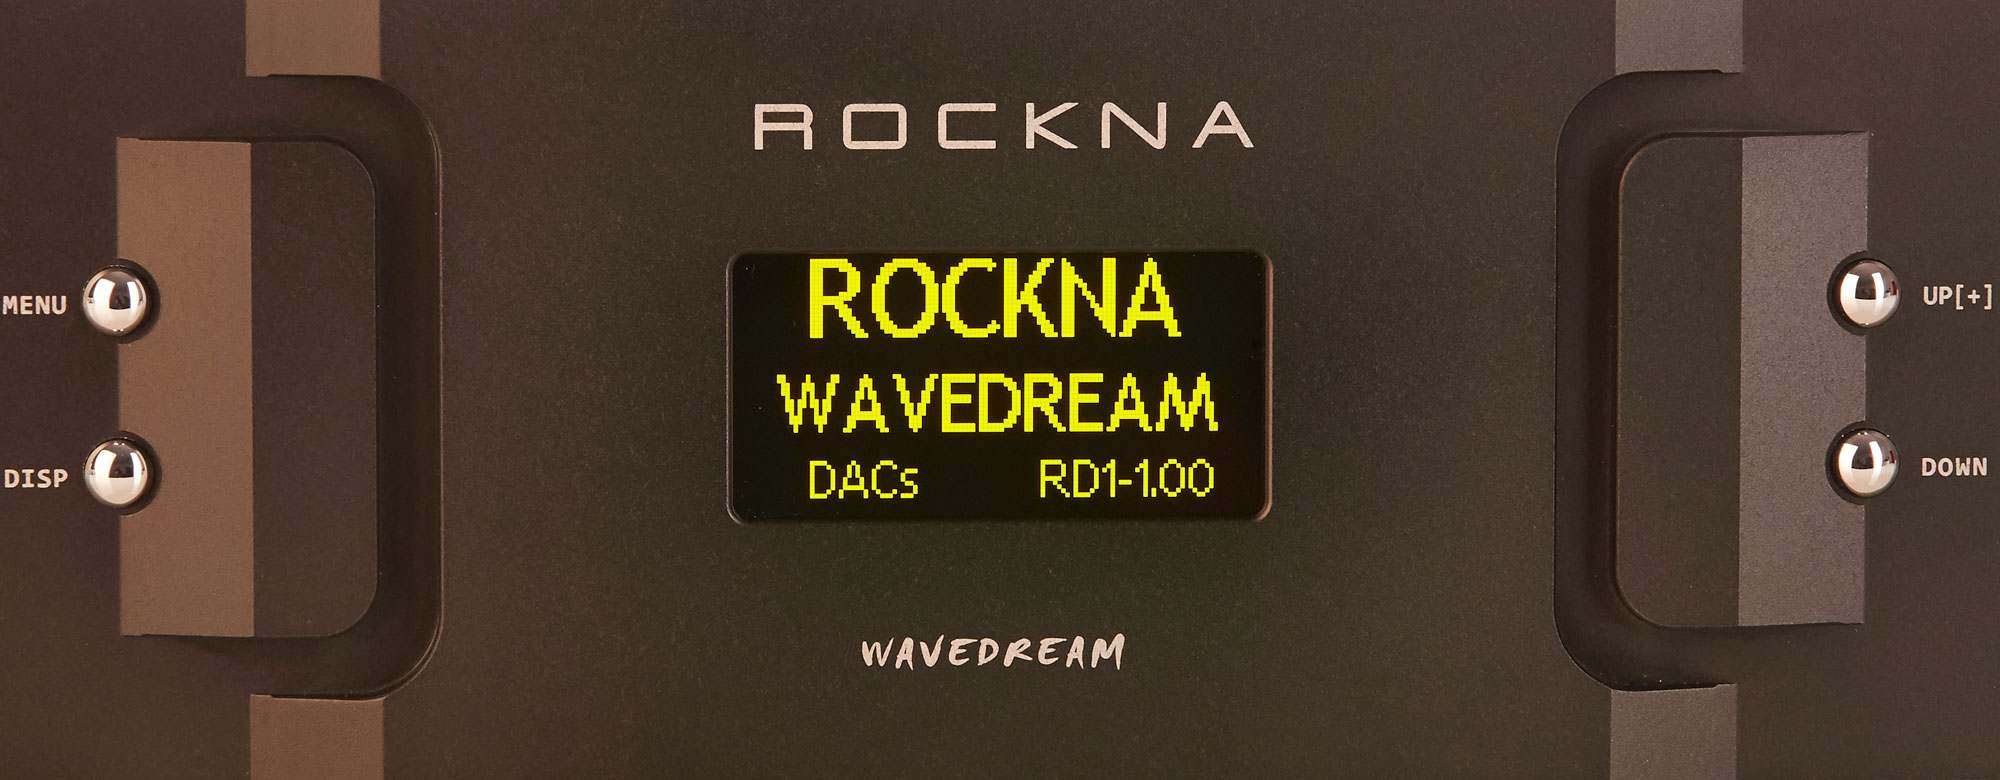 ROCKNA
ROCKNA
WAVEDREAM
DACs RD1-1.00
MENU
DISP
UP[+]
DOWN
WAVEDREAM